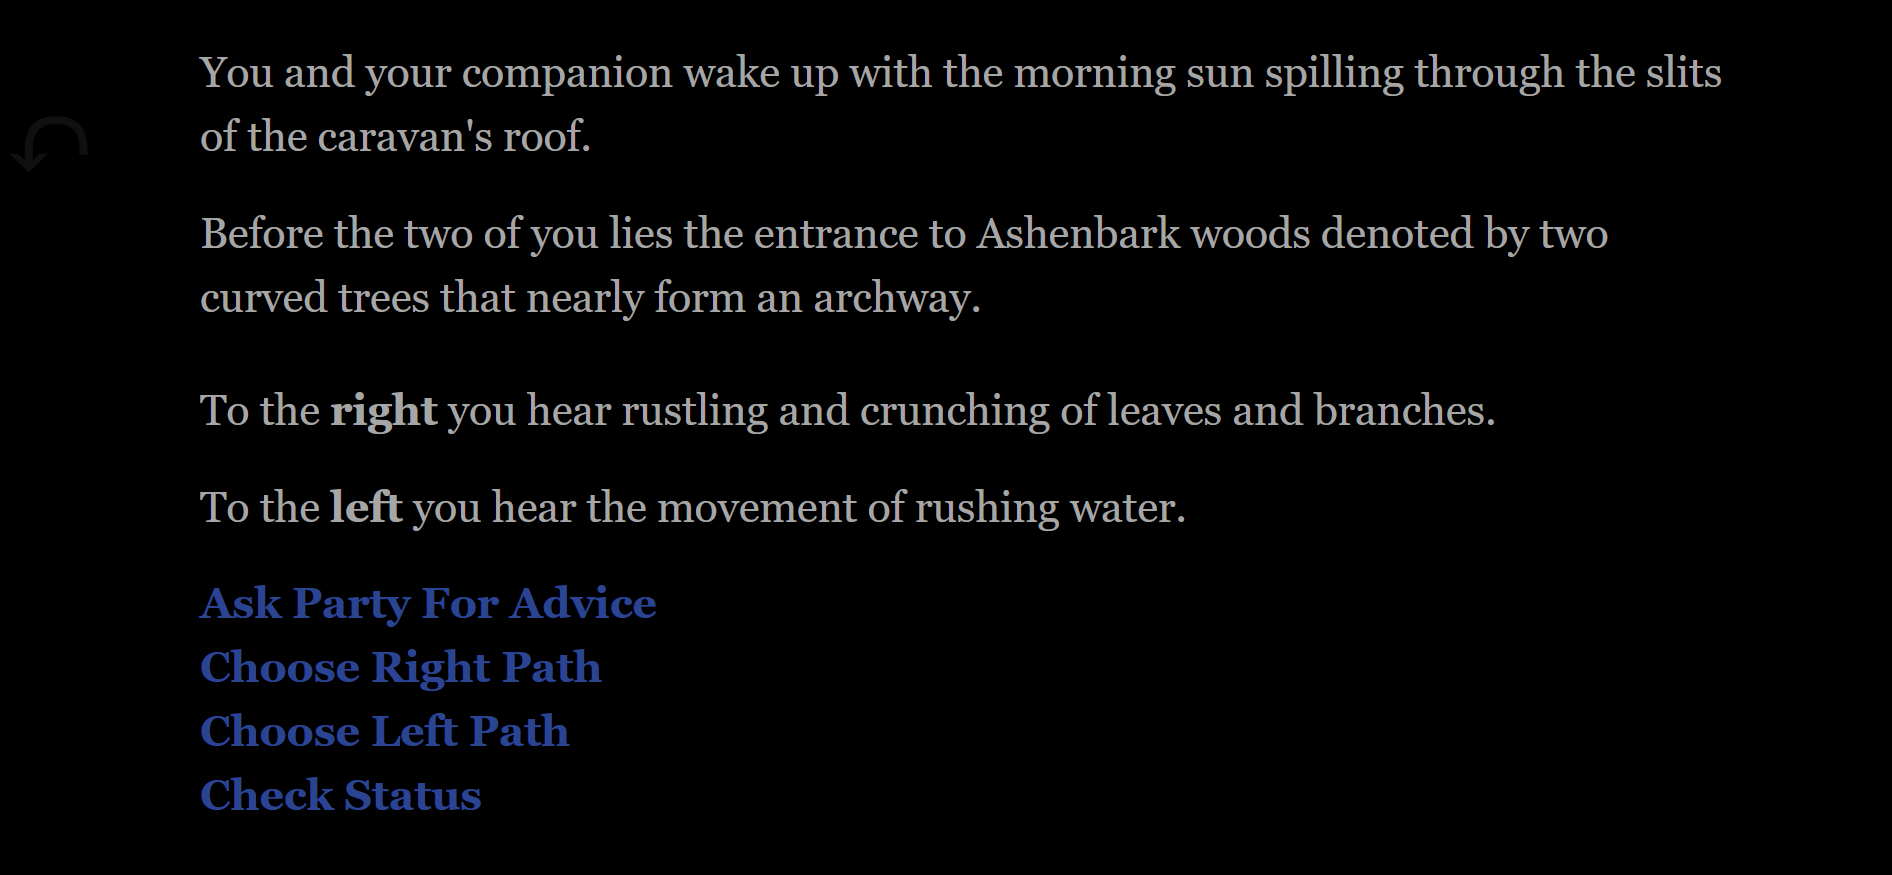 You and your companion wake up with the morning sun spilling through the slits
of the caravan's roof.
Before the two of you lies the entrance to Ashenbark woods denoted by two
curved trees that nearly form an archway.
To the right you hear rustling and crunching of leaves and branches.
To the left you hear the movement of rushing water.
Ask Party For Advice
Choose Right Path
Choose Left Path
Check Status